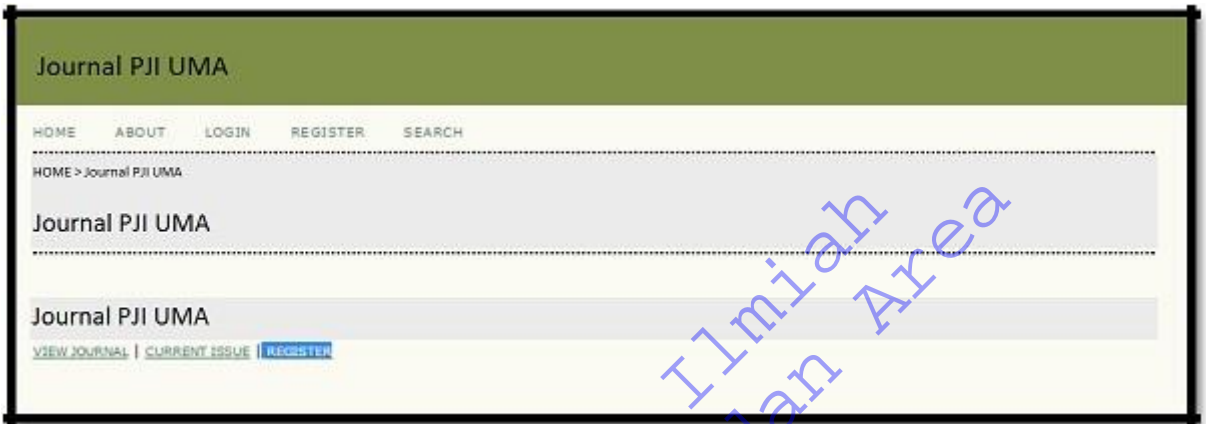 Journal PJI UMA
HOME ABOUT LOGIN REGISTER SEARCH
HOME > Journal PJI UMA
Journal PJI UMA
Journal PJI UMA
VIEW JOURNAL | CURRENT ISSUE | REGISTER
Ilmiah
Area